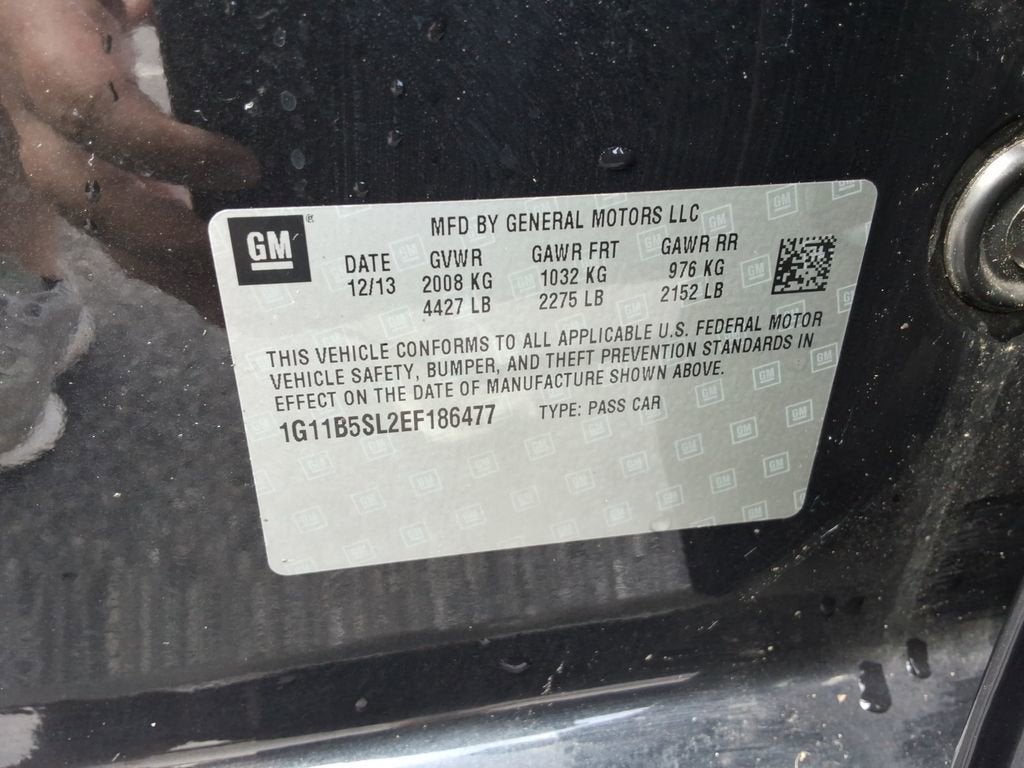 GM ®
MFD BY GENERAL MOTORS LLC
DATE GVWR GAWR FRT GAWR RR
12/13 2008 KG 1032 KG 976 KG
4427 LB 2275 LB 2152 LB
THIS VEHICLE CONFORMS TO ALL APPLICABLE U.S. FEDERAL MOTOR
VEHICLE SAFETY, BUMPER, AND THEFT PREVENTION STANDARDS IN
EFFECT ON THE DATE OF MANUFACTURE SHOWN ABOVE.
1G11B5SL2EF186477 TYPE: PASS CAR